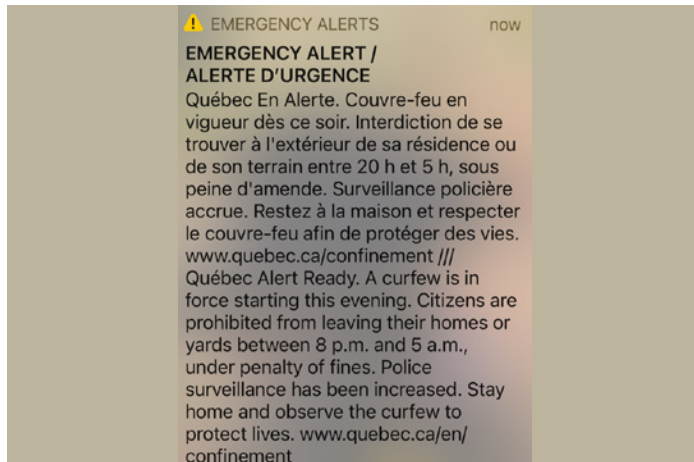 EMERGENCY ALERTS now
EMERGENCY ALERT /
ALERTE D'URGENCE
Québec En Alerte. Couvre-feu en
vigueur dès ce soir. Interdiction de se
trouver à l'extérieur de sa résidence ou
de son terrain entre 20 h et 5 h, sous
peine d'amende. Surveillance policière
accrue. Restez à la maison et respecter
le couvre-feu afin de protéger des vies.
www.quebec.ca/confinement ///
Québec Alert Ready. A curfew is in
force starting this evening. Citizens are
prohibited from leaving their homes or
yards between 8 p.m. and 5 a.m.,
under penalty of fines. Police
surveillance has been increased. Stay
home and observe the curfew to
protect lives. www.quebec.ca/en/
confinement